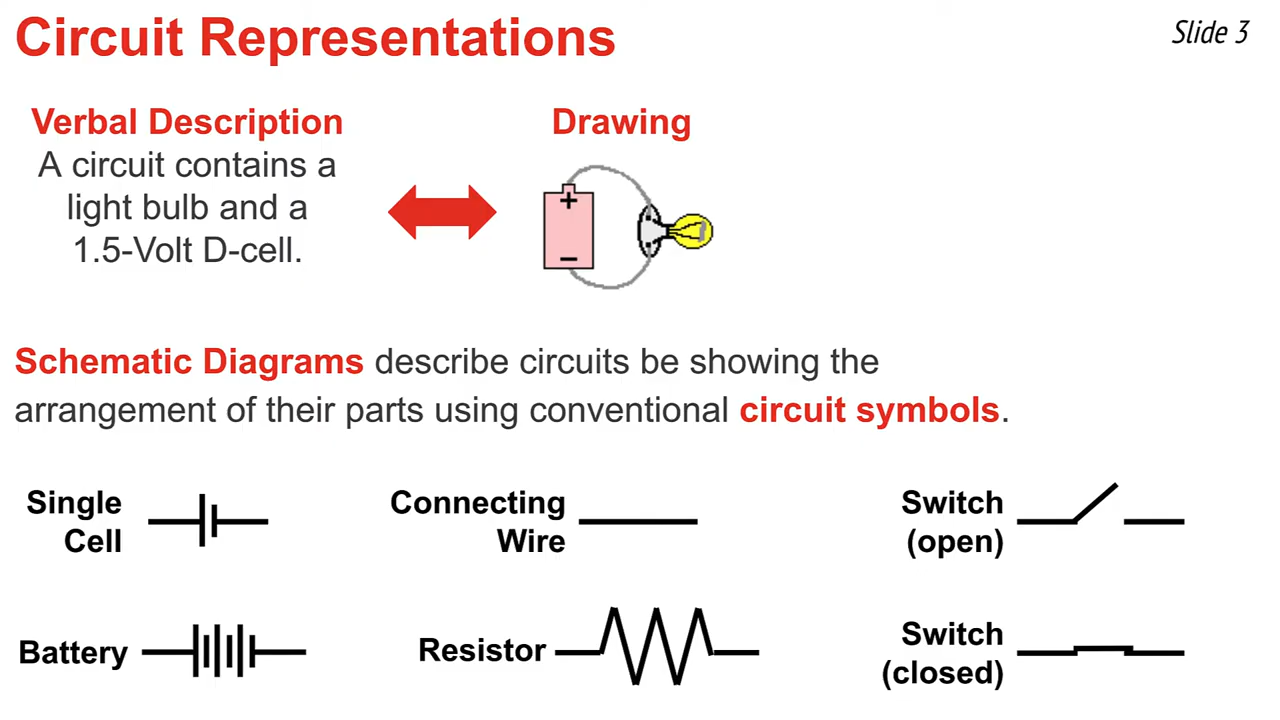 Circuit Representations
Slide 3
Verbal Description
A circuit contains a
light bulb and a
1.5-Volt D-cell.
Drawing
+
–
Schematic Diagrams describe circuits be showing the
arrangement of their parts using conventional circuit symbols.
Single
Cell
Connecting
Wire
Switch
(open)
Battery
Resistor
Switch
(closed)